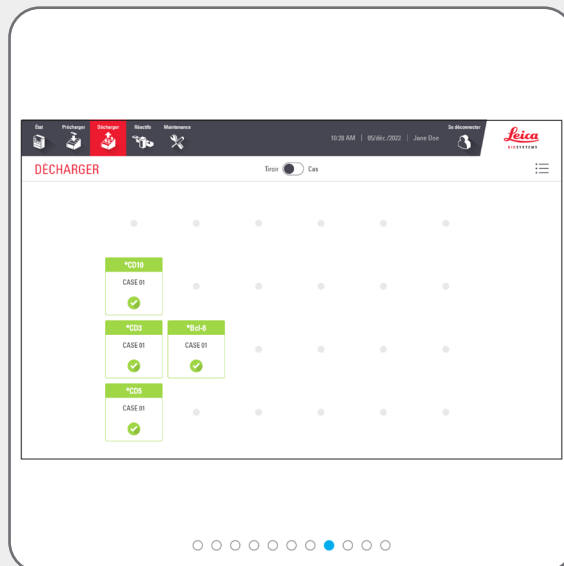 État Précharger Décharger Réactifs Maintenance Se déconnecter
10:28 AM | 05/déc./2022 | Jane Doe
Leica
BIOSYSTEMS
DÉCHARGER
Tiroir Cas
*CD10
CASE 01
*CD3 *Bcl-6
CASE 01 CASE 01
*CD5
CASE 01